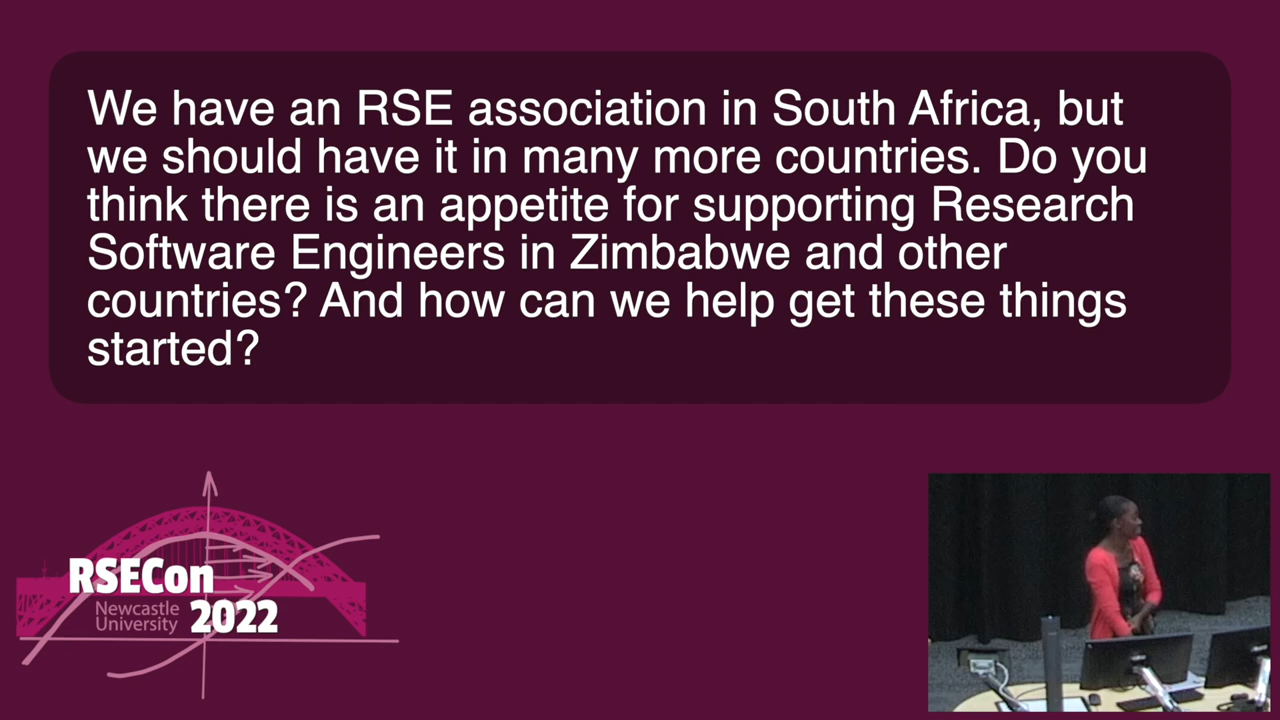 We have an RSE association in South Africa, but
we should have it in many more countries. Do you
think there is an appetite for supporting Research
Software Engineers in Zimbabwe and other
countries? And how can we help get these things
started?
RSECon
Newcastle
University 2022